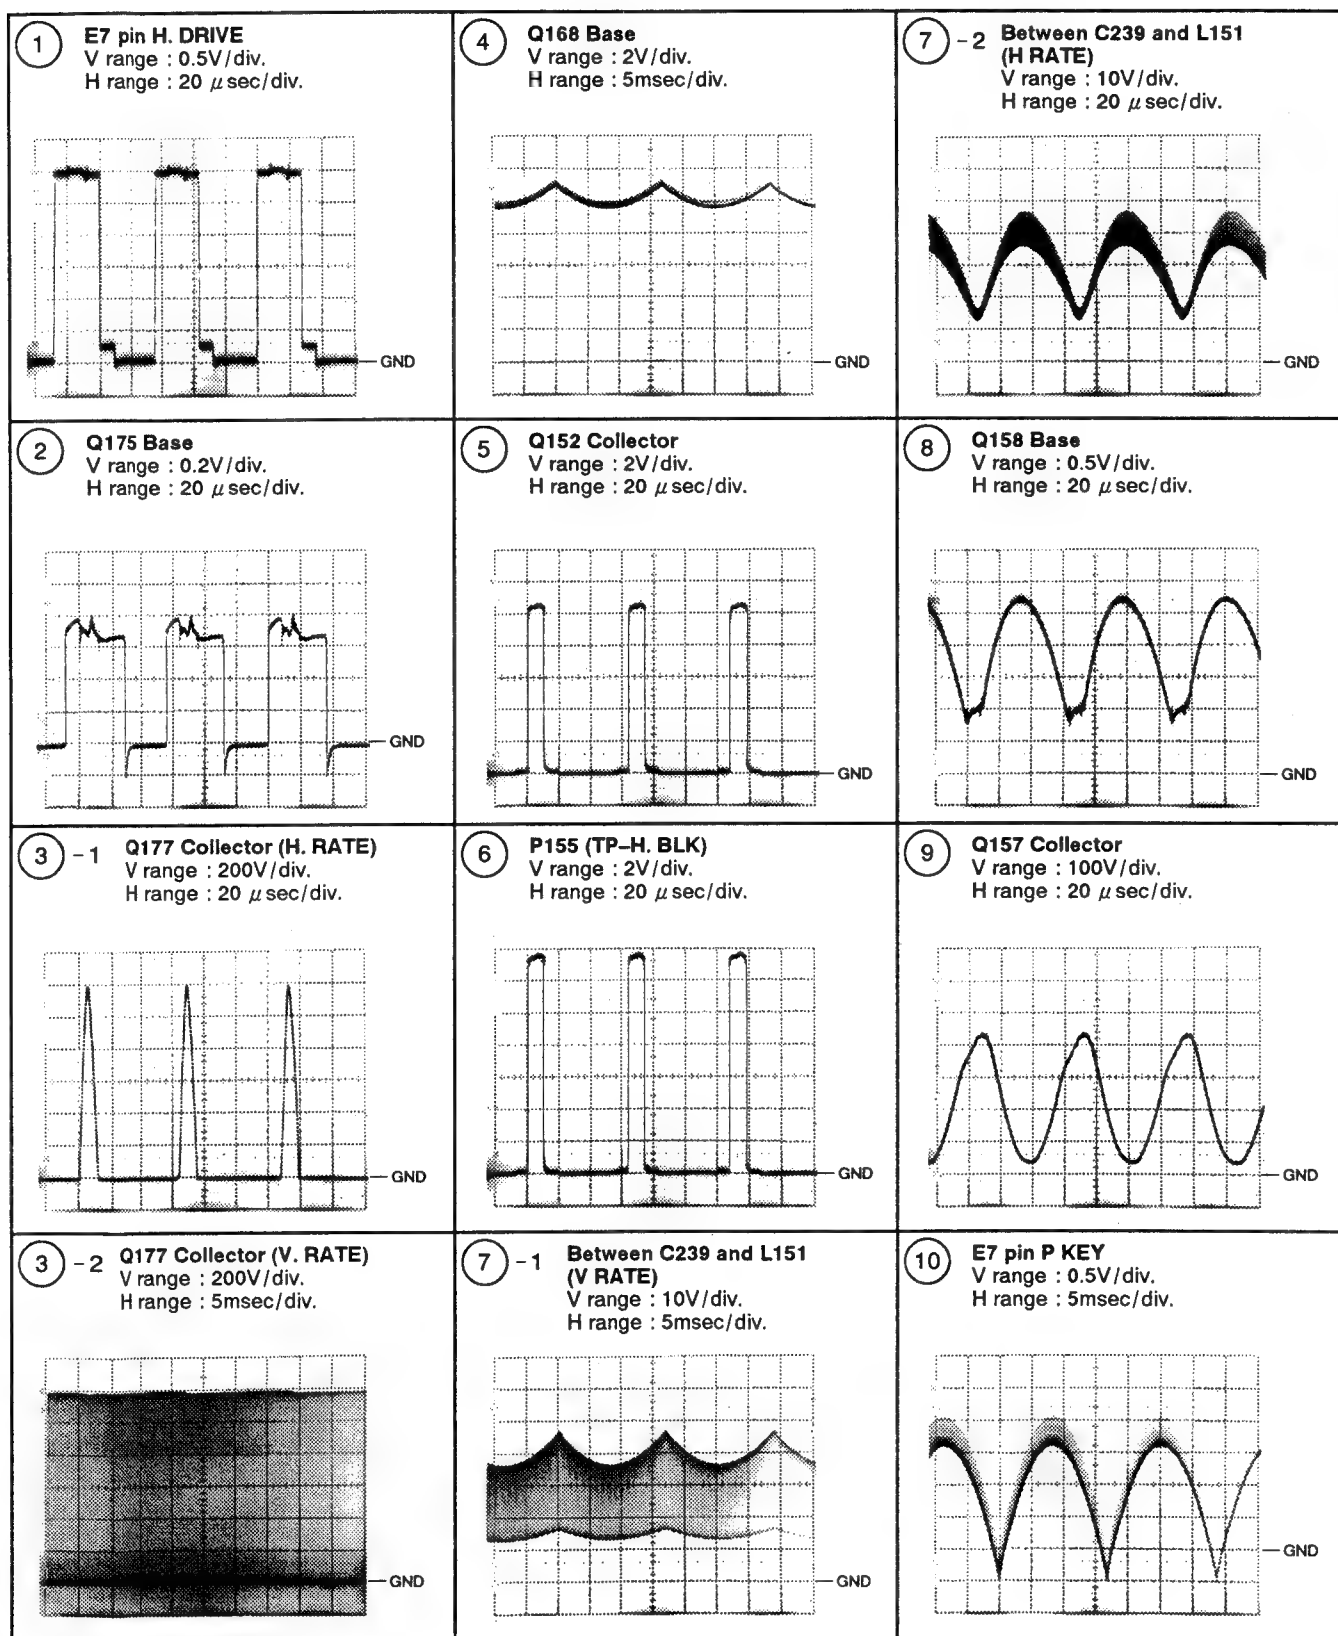 1
E7 pin H. DRIVE
V range : 0.5V/div.
H range : 20 μsec/div.
GND
4
Q168 Base
V range : 2V/div.
H range : 5msec/div.
GND
7 -2
Between C239 and L151
(H RATE)
V range : 10V/div.
H range : 20 μsec/div.
GND
2
Q175 Base
V range : 0.2V/div.
H range : 20 μsec/div.
GND
5
Q152 Collector
V range : 2V/div.
H range : 20 μsec/div.
GND
8
Q158 Base
V range : 0.5V/div.
H range : 20 μsec/div.
GND
3 -1
Q177 Collector (H. RATE)
V range : 200V/div.
H range : 20 μsec/div.
GND
6
P155 (TP–H. BLK)
V range : 2V/div.
H range : 20 μsec/div.
GND
9
Q157 Collector
V range : 100V/div.
H range : 20 μsec/div.
GND
3 -2
Q177 Collector (V. RATE)
V range : 200V/div.
H range : 5msec/div.
GND
7 -1
Between C239 and L151
(V RATE)
V range : 10V/div.
H range : 5msec/div.
GND
10
E7 pin P KEY
V range : 0.5V/div.
H range : 5msec/div.
GND